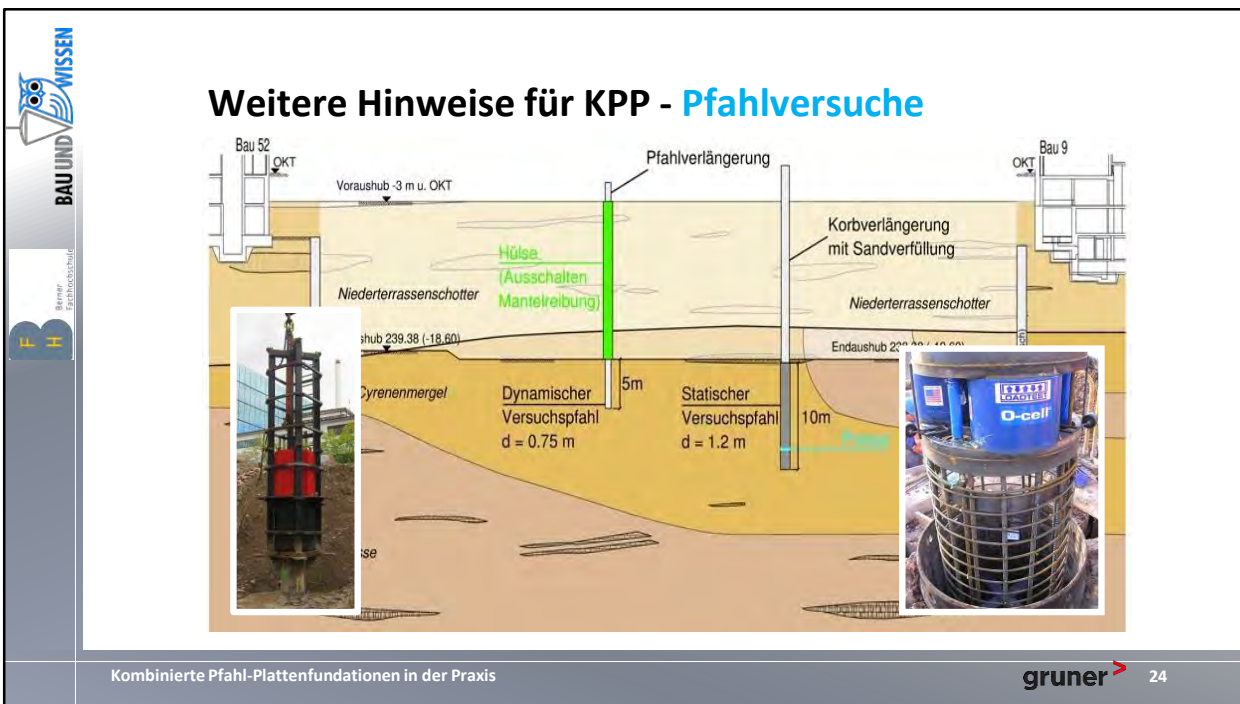 BAU UND WISSEN
Berner
Fachhochschule
F
H
B
Weitere Hinweise für KPP - Pfahlversuche
Bau 52
OKT
Voraushub -3 m u. OKT
Pfahlverlängerung
Bau 9
OKT
Korbverlängerung
mit Sandverfüllung
Hülse
(Ausschalten
Mantelreibung)
Niederterrassenschotter
Niederterrassenschotter
shub 239.38 (-18.60)
Endaushub
Cyrenenmergel
Dynamischer
Versuchspfahl
d = 0.75 m
5m
Statischer
Versuchspfahl
d = 1.2 m
10m
LOADTEST
O-cell
sse
Kombinierte Pfahl-Plattenfundationen in der Praxis
gruner >
24